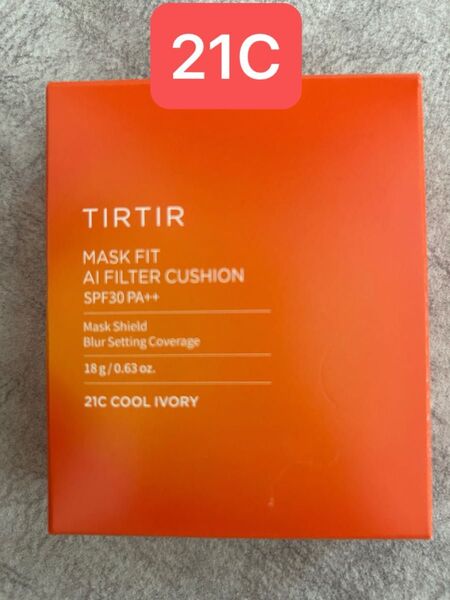 21C
TIRTIR
MASK FIT
AI FILTER CUSHION
SPF30 PA++
Mask Shield
Blur Setting Coverage
18 g / 0.63 oz.
21C COOL IVORY